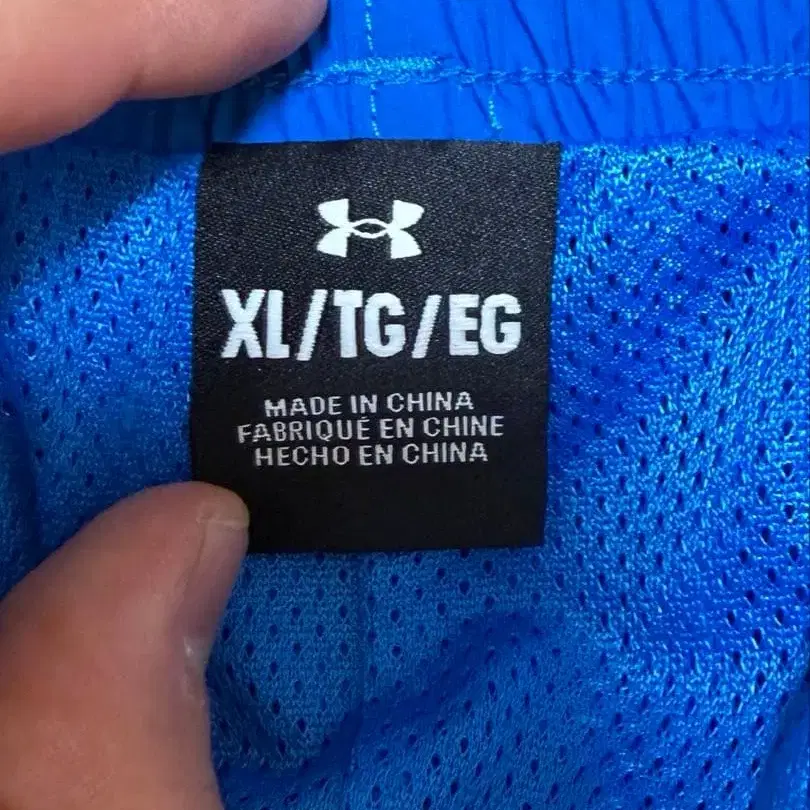 XL/TG/EG
MADE IN CHINA
FABRIQUÉ EN CHINE
HECHO EN CHINA